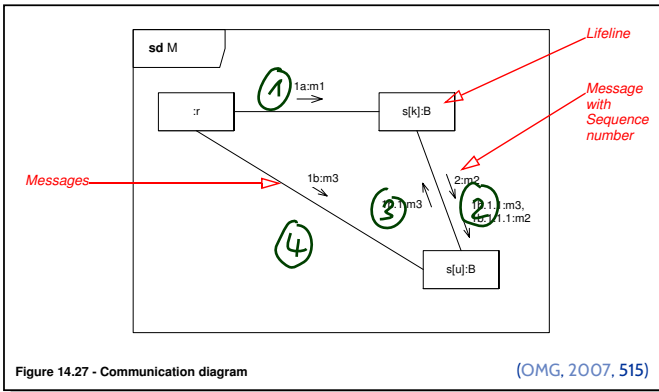 sd M
Lifeline
1
1a:m1
:r
s[k]:B
Message
with
Sequence
number
Messages
1b:m3
2:m2
3
1b.1:m3
2
1b.1.1:m3,
1b.1.1.1:m2
4
s[u]:B
Figure 14.27 - Communication diagram
(OMG, 2007, 515)